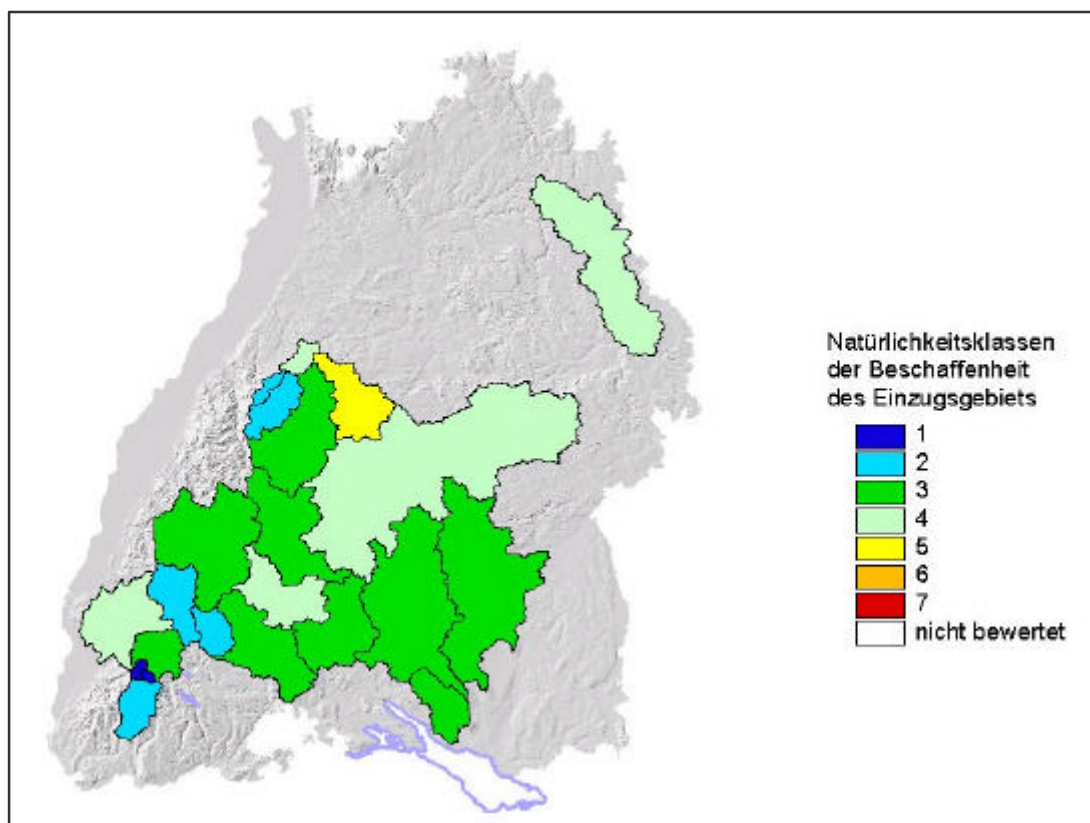 Natürlichkeitsklassen
der Beschaffenheit
des Einzugsgebiets
1
2
3
4
5
6
7
nicht bewertet